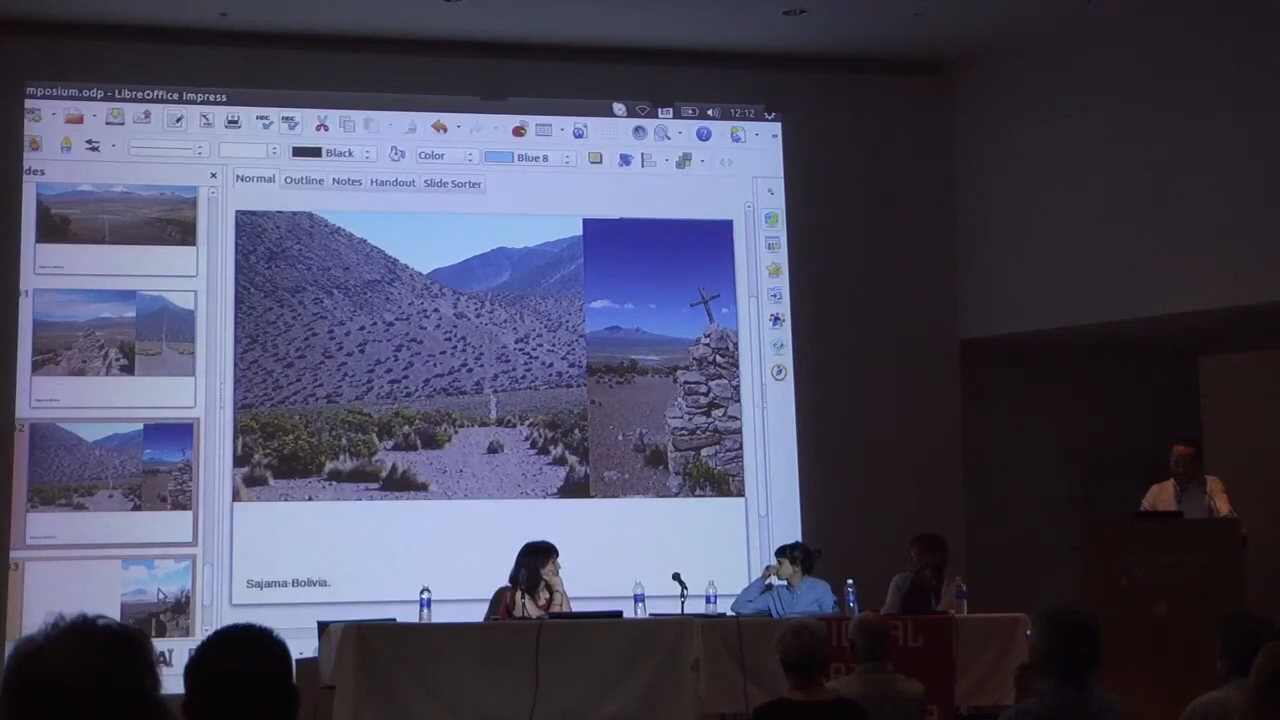 mposium.odp - LibreOffice Impress
En 12:12
Black Color Blue 8
des
Normal Outline Notes Handout Slide Sorter
Sajama-Bolivia.